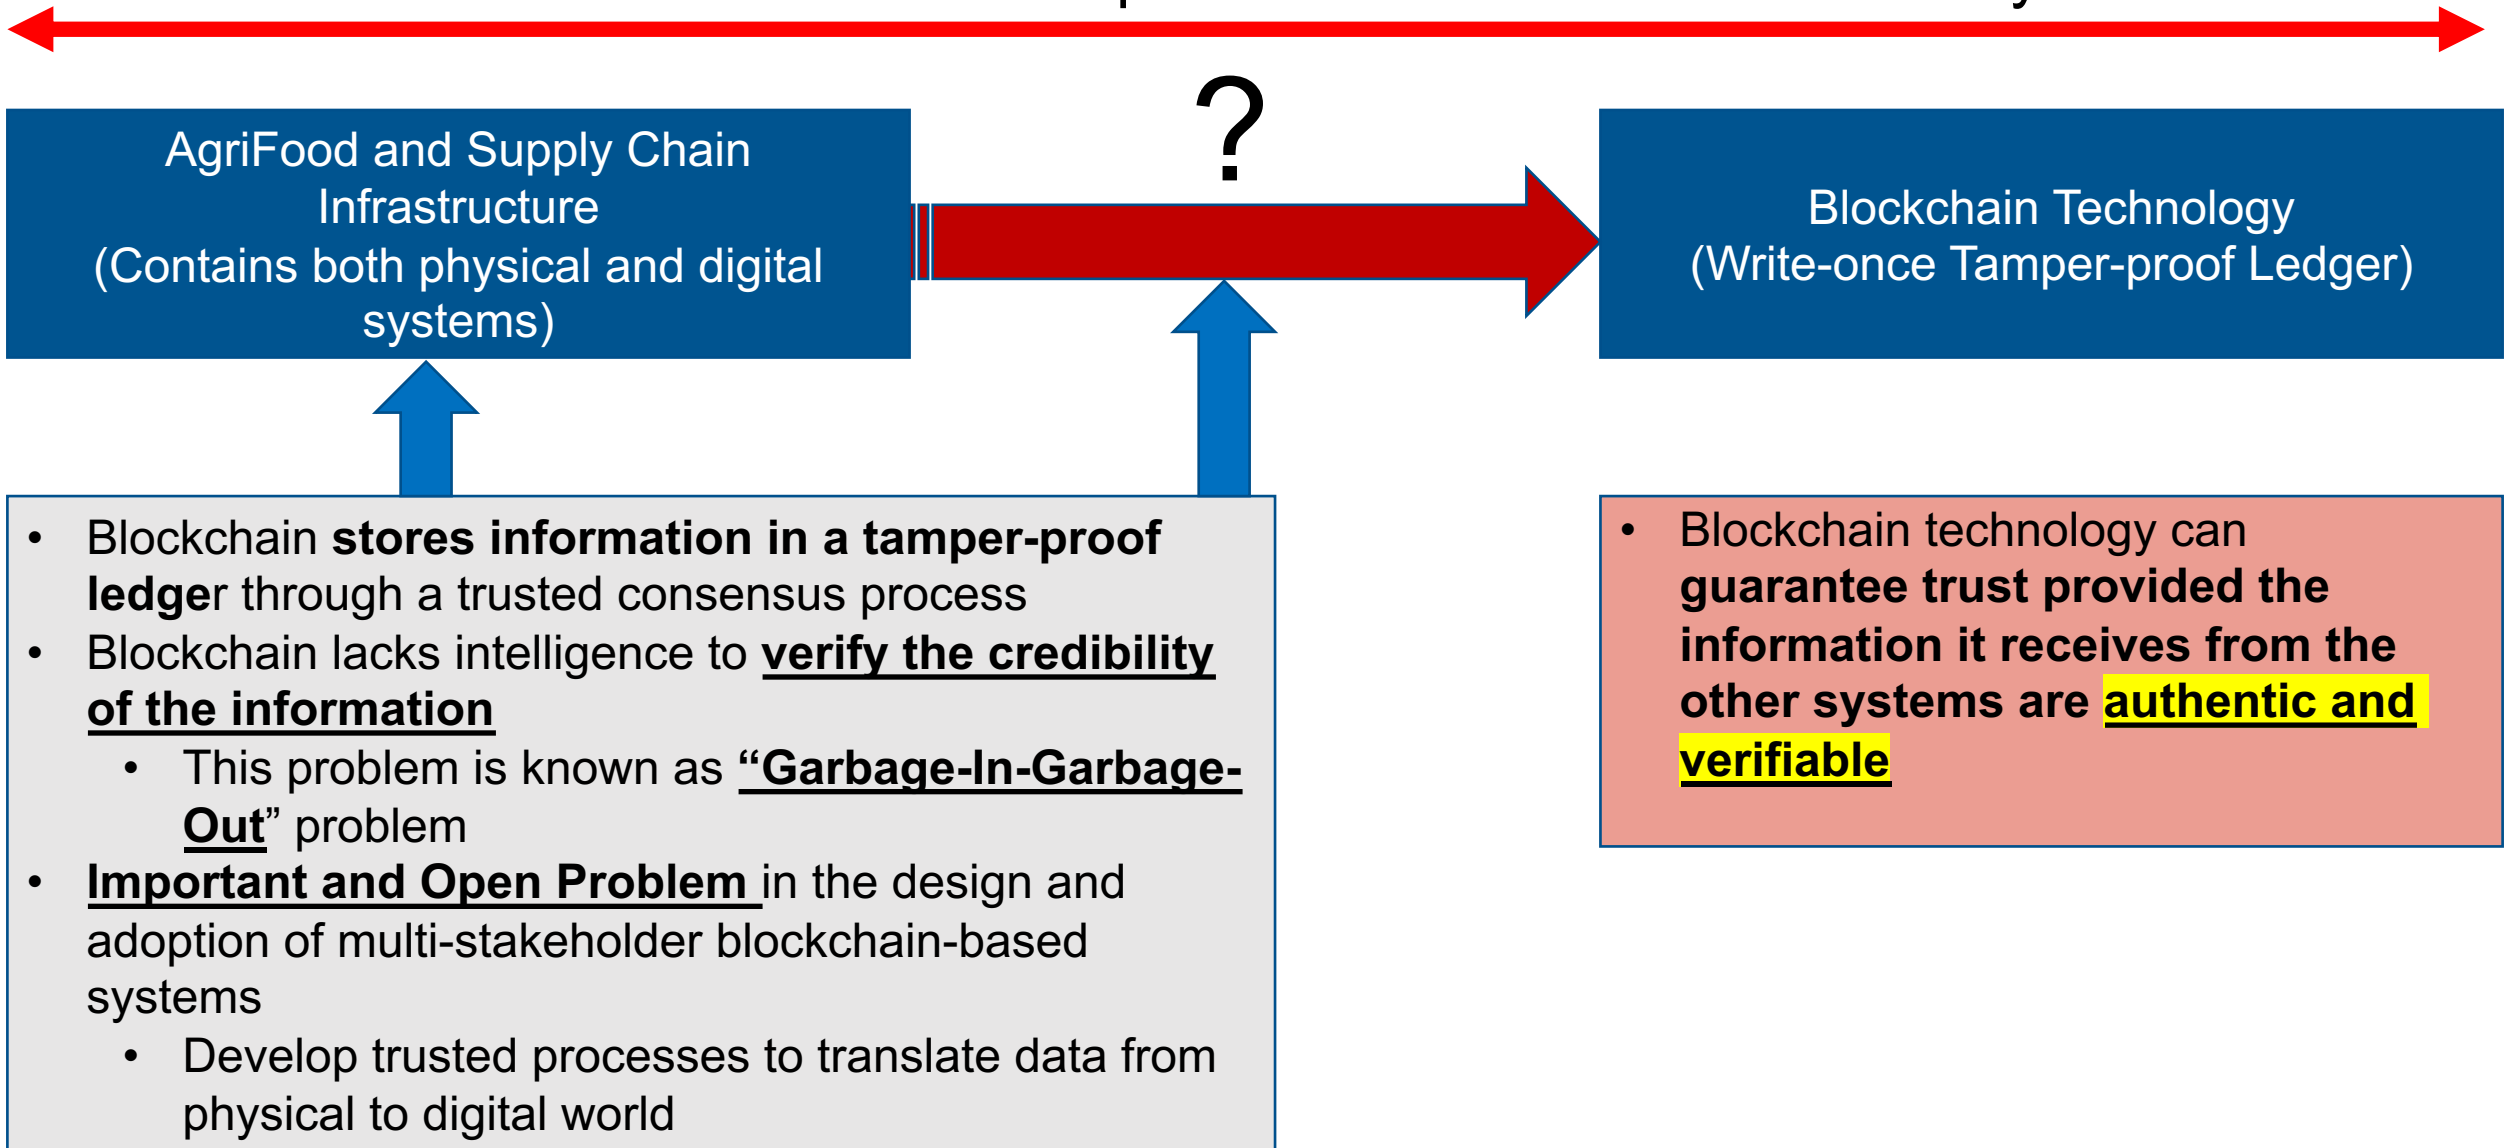 ?
AgriFood and Supply Chain
Infrastructure
(Contains both physical and digital
systems)
Blockchain Technology
(Write-once Tamper-proof Ledger)
• Blockchain stores information in a tamper-proof
ledger through a trusted consensus process
• Blockchain lacks intelligence to verify the credibility
of the information
• This problem is known as “Garbage-In-Garbage-
Out” problem
• Important and Open Problem in the design and
adoption of multi-stakeholder blockchain-based
systems
• Develop trusted processes to translate data from
physical to digital world
• Blockchain technology can
guarantee trust provided the
information it receives from the
other systems are authentic and
verifiable